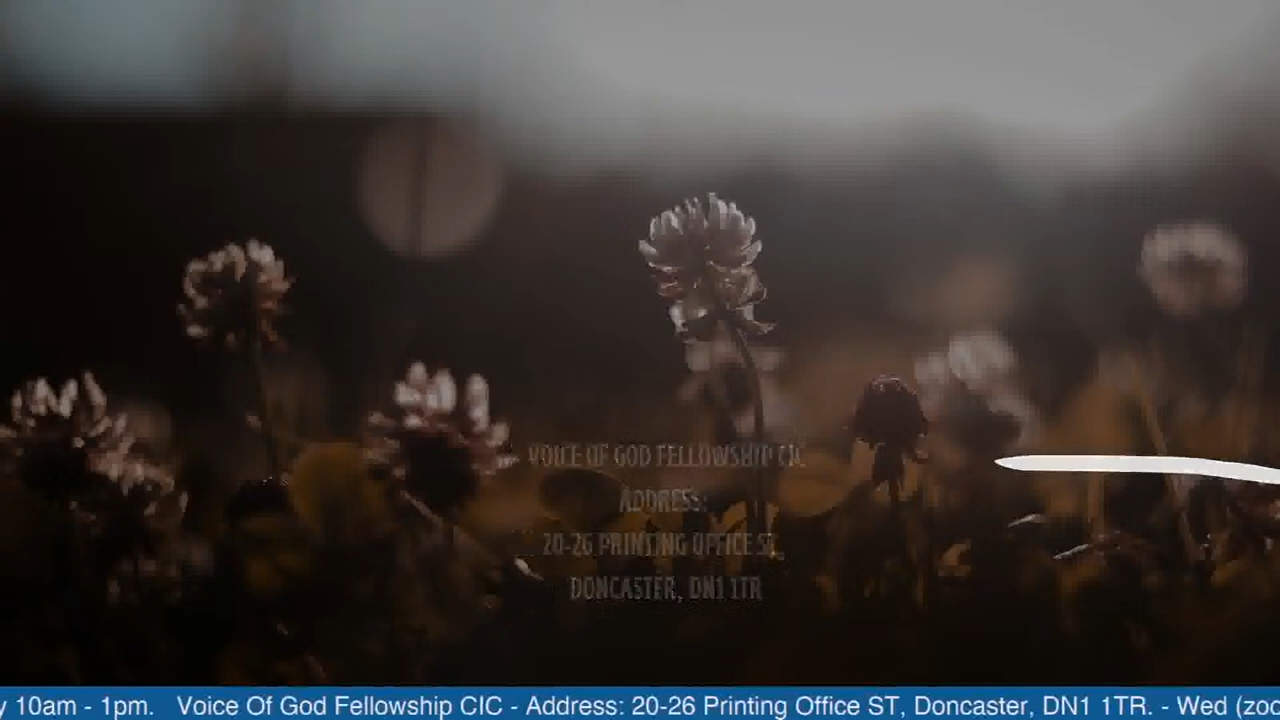 VOICE OF GOD FELLOWSHIP CIC
ADDRESS:
20-26 PRINTING OFFICE ST,
DONCASTER, DN1 1TR
y 10am - 1pm. Voice Of God Fellowship CIC - Address: 20-26 Printing Office ST, Doncaster, DN1 1TR. - Wed (zoo